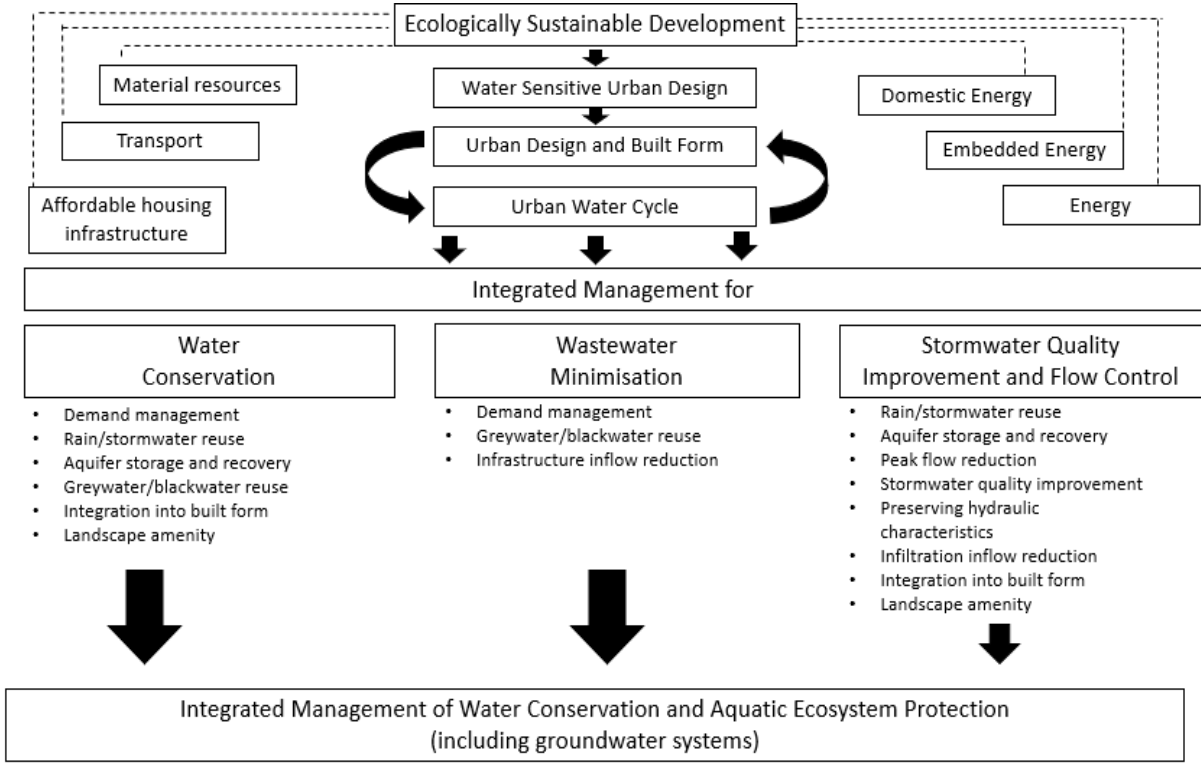 Ecologically Sustainable Development
Material resources
Water Sensitive Urban Design
Domestic Energy
Transport
Urban Design and Built Form
Embedded Energy
Affordable housing
infrastructure
Urban Water Cycle
Energy
Integrated Management for
Water
Conservation
• Demand management
• Rain/stormwater reuse
• Aquifer storage and recovery
• Greywater/blackwater reuse
• Integration into built form
• Landscape amenity
Wastewater
Minimisation
• Demand management
• Greywater/blackwater reuse
• Infrastructure inflow reduction
Stormwater Quality
Improvement and Flow Control
• Rain/stormwater reuse
• Aquifer storage and recovery
• Peak flow reduction
• Stormwater quality improvement
• Preserving hydraulic
characteristics
• Infiltration inflow reduction
• Integration into built form
• Landscape amenity
Integrated Management of Water Conservation and Aquatic Ecosystem Protection
(including groundwater systems)